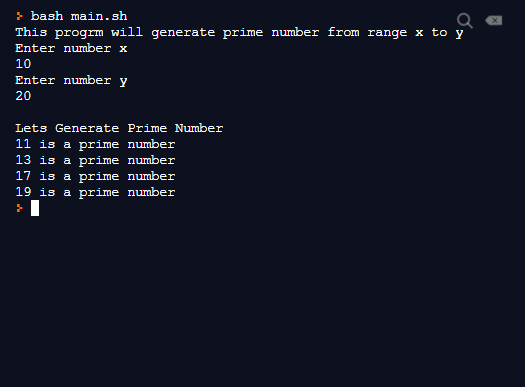 bash main.sh
This progrm will generate prime number from range x to y
Enter number x
10
Enter number y
20
Lets Generate Prime Number
11 is a prime number
13 is a prime number
17 is a prime number
19 is a prime number